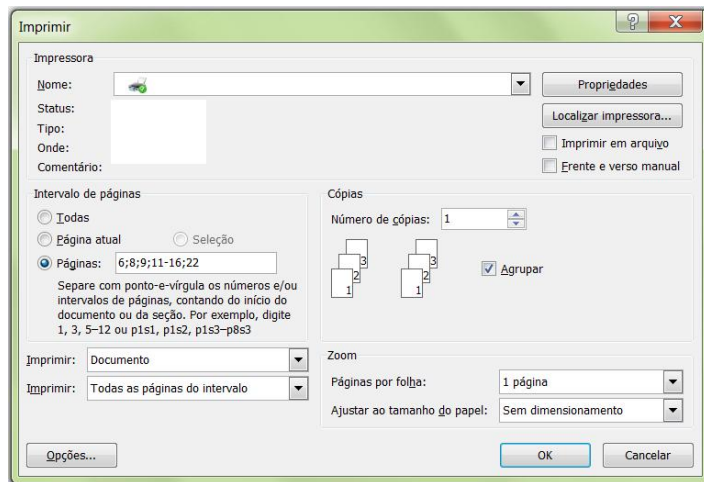 Imprimir
Impressora
Nome:
Propriedades
Status:
Localizar impressora...
Tipo:
Onde:
Imprimir em arquivo
Comentário:
Frente e verso manual
Intervalo de páginas
Todas
Página atual
Seleção
Páginas: 6;8;9;11-16;22
Separe com ponto-e-vírgula os números e/ou
intervalos de páginas, contando do início do
documento ou da seção. Por exemplo, digite
1, 3, 5–12 ou p1s1, p1s2, p1s3–p8s3
Cópias
Número de cópias: 1
3 3
2 2
1 1
Agrupar
Imprimir: Documento
Imprimir: Todas as páginas do intervalo
Zoom
Páginas por folha: 1 página
Ajustar ao tamanho do papel: Sem dimensionamento
Opções...
OK
Cancelar